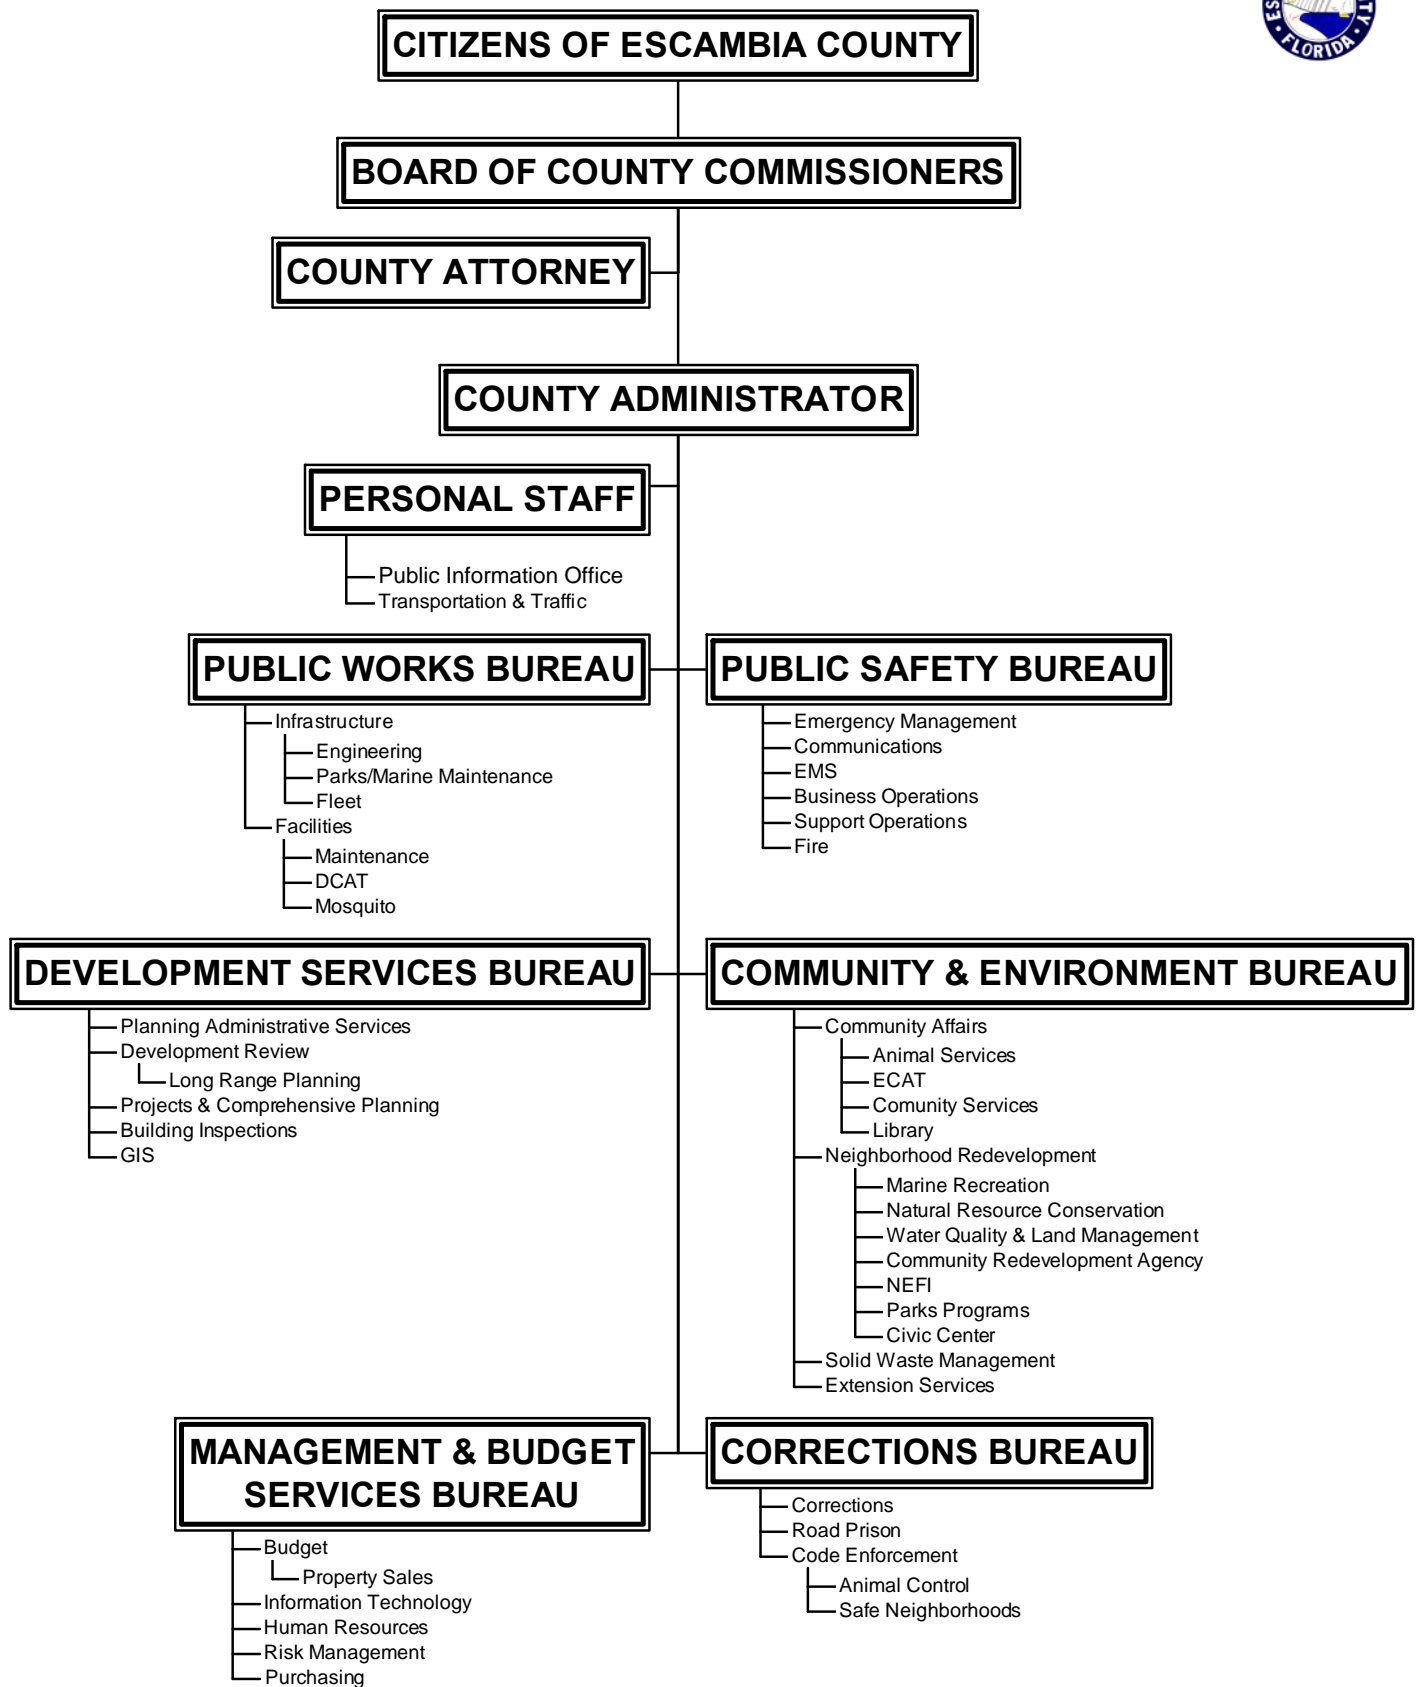 CITIZENS OF ESCAMBIA COUNTY
FLORIDA
BOARD OF COUNTY COMMISSIONERS
COUNTY ATTORNEY
COUNTY ADMINISTRATOR
PERSONAL STAFF
Public Information Office
Transportation & Traffic
PUBLIC WORKS BUREAU
Infrastructure
Engineering
Parks/Marine Maintenance
Fleet
Facilities
Maintenance
DCAT
Mosquito
PUBLIC SAFETY BUREAU
Emergency Management
Communications
EMS
Business Operations
Support Operations
Fire
DEVELOPMENT SERVICES BUREAU
Planning Administrative Services
Development Review
Long Range Planning
Projects & Comprehensive Planning
Building Inspections
GIS
COMMUNITY & ENVIRONMENT BUREAU
Community Affairs
Animal Services
ECAT
Comunity Services
Library
Neighborhood Redevelopment
Marine Recreation
Natural Resource Conservation
Water Quality & Land Management
Community Redevelopment Agency
NEFI
Parks Programs
Civic Center
Solid Waste Management
Extension Services
MANAGEMENT & BUDGET
SERVICES BUREAU
Budget
Property Sales
Information Technology
Human Resources
Risk Management
Purchasing
CORRECTIONS BUREAU
Corrections
Road Prison
Code Enforcement
Animal Control
Safe Neighborhoods